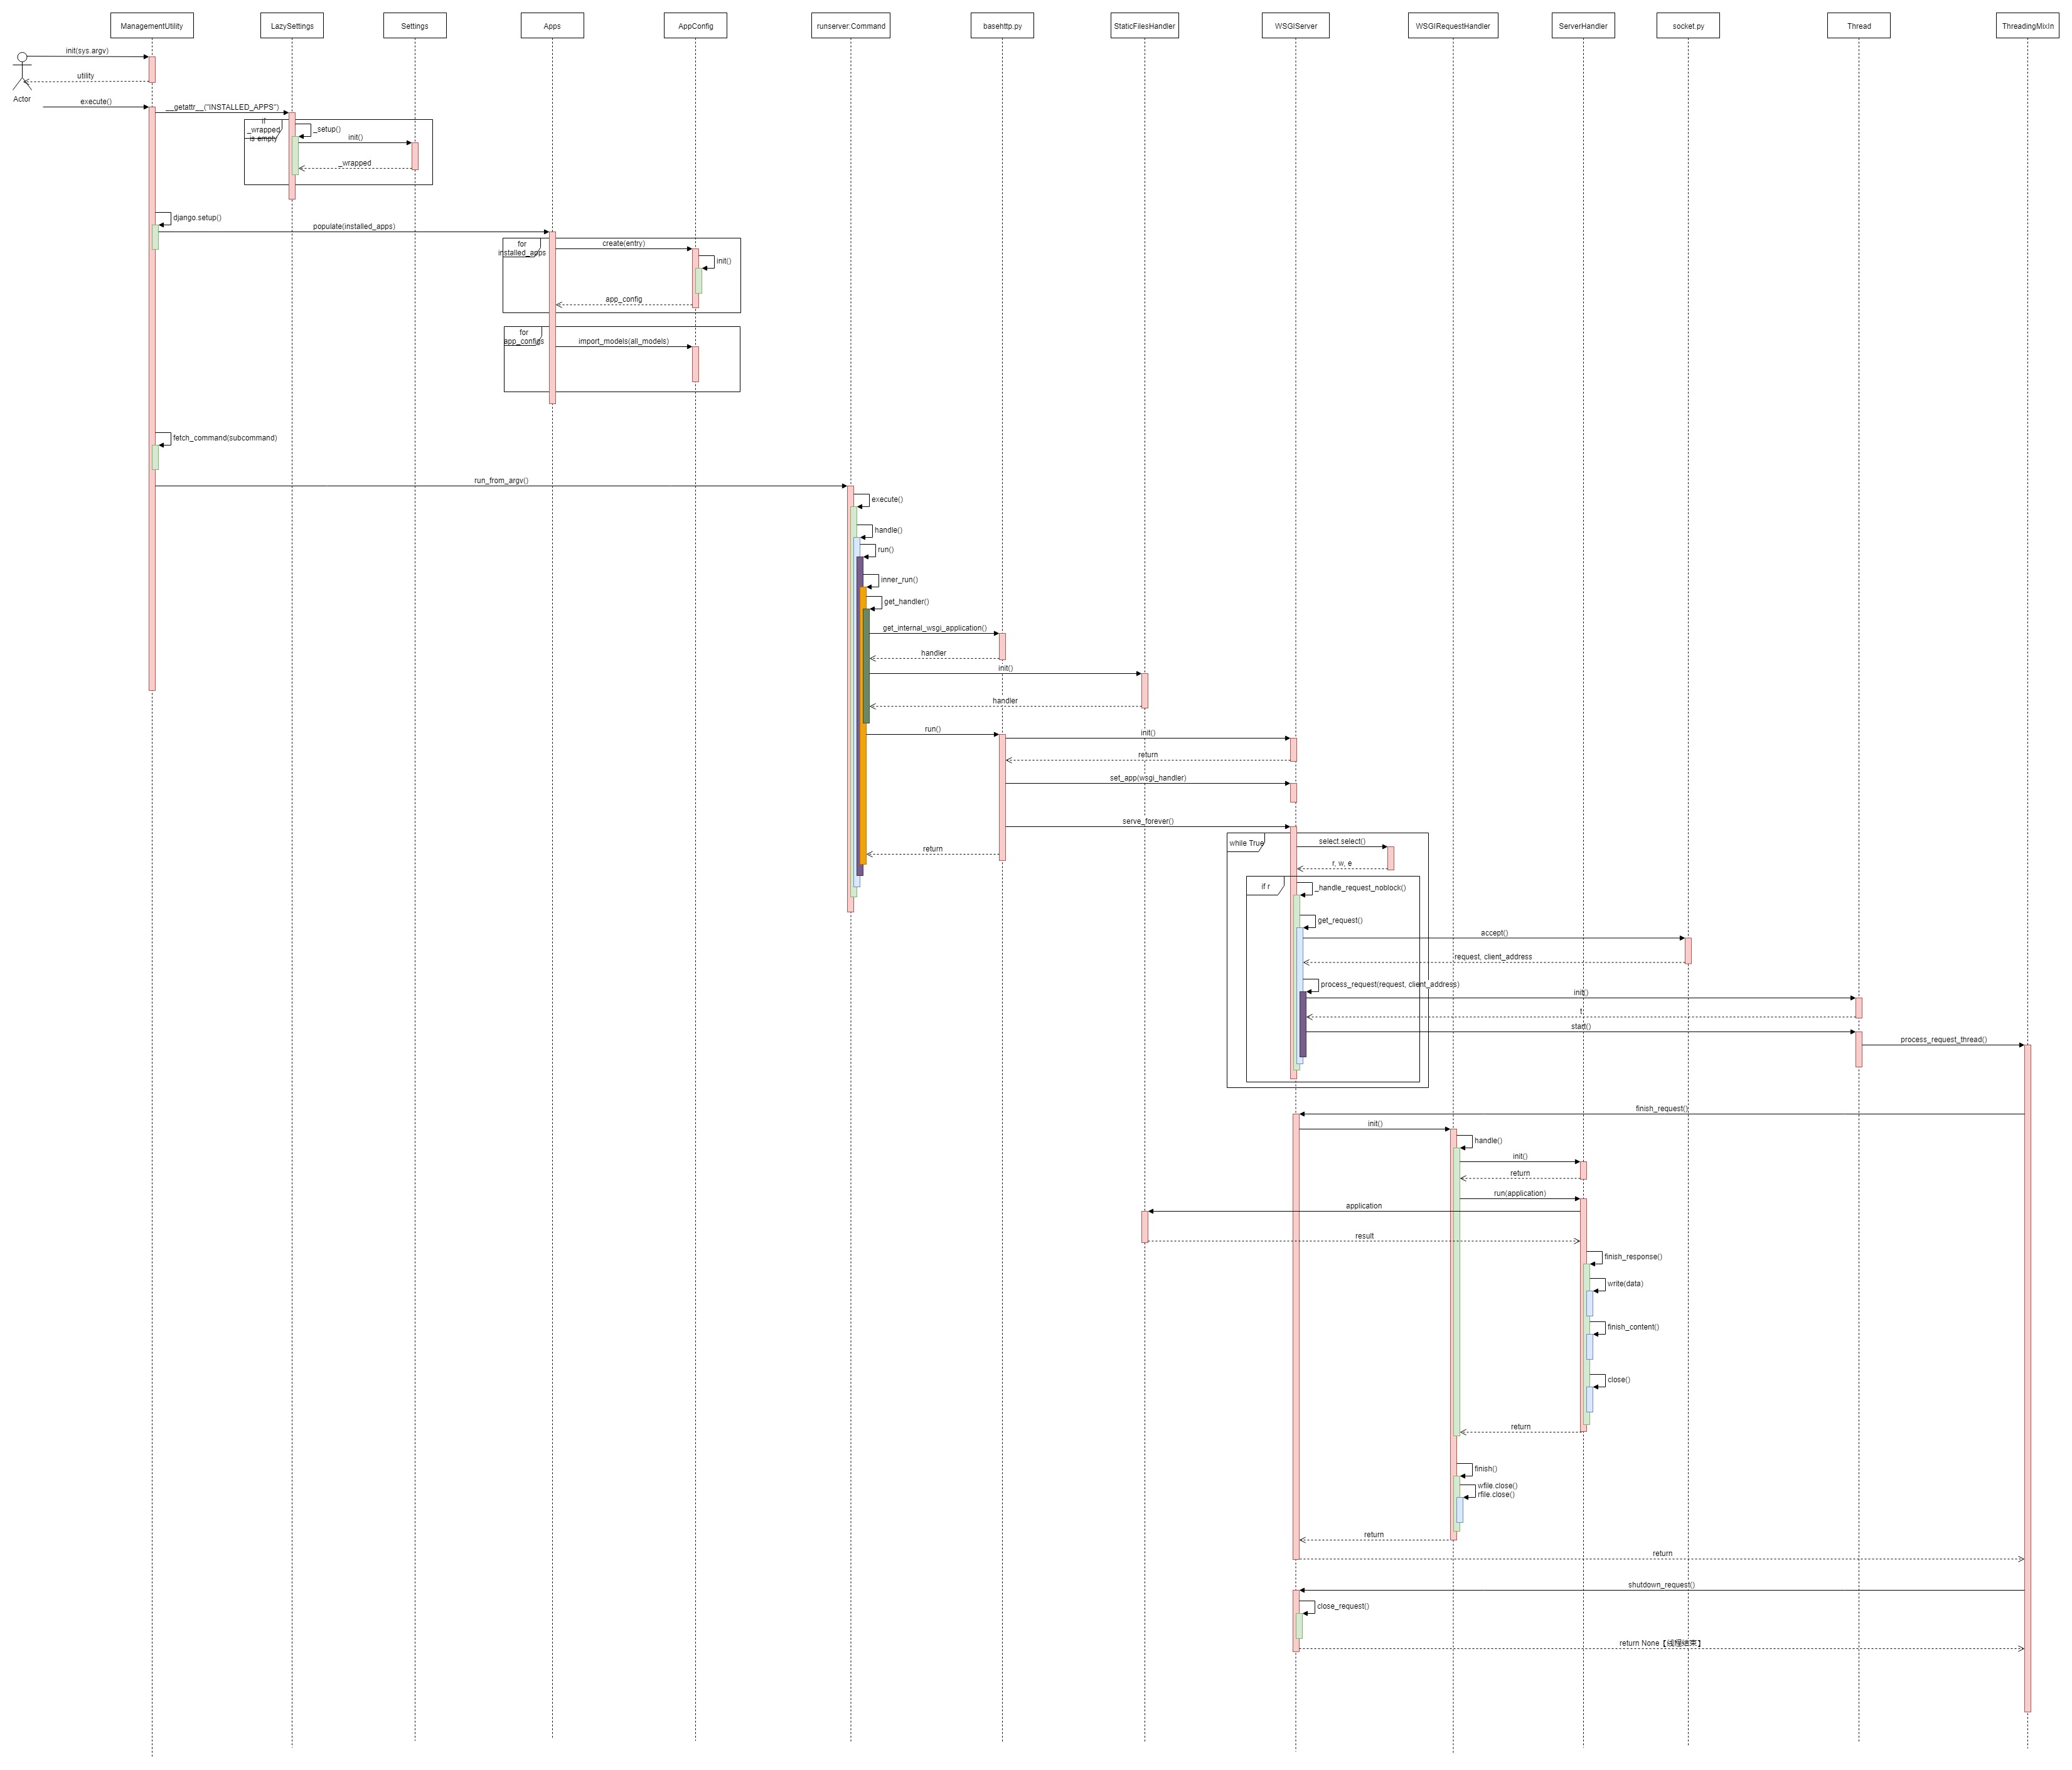 ManagementUtility
LazySettings
Settings
Apps
AppConfig
runserver:Command
basehttp.py
StaticFilesHandler
WSGIServer
WSGIRequestHandler
ServerHandler
socket.py
Thread
ThreadingMixIn
init(sys.argv)
utility
Actor
execute()
__getattr__("INSTALLED_APPS")
if
_wrapped
is empty
_setup()
init()
_wrapped
django.setup()
populate(installed_apps)
for
installed_apps
create(entry)
init()
app_config
for
app_configs
import_models(all_models)
fetch_command(subcommand)
run_from_argv()
execute()
handle()
run()
inner_run()
get_handler()
get_internal_wsgi_application()
handler
init()
handler
run()
init()
return
set_app(wsgi_handler)
serve_forever()
while True
select.select()
return
r, w, e
if r
_handle_request_noblock()
get_request()
accept()
request, client_address
process_request(request, client_address)
init()
t
start()
process_request_thread()
finish_request()
init()
handle()
init()
return
run(application)
application
result
finish_response()
write(data)
finish_content()
close()
return
finish()
wfile.close()
rfile.close()
return
return
shutdown_request()
close_request()
return None【线程结束】